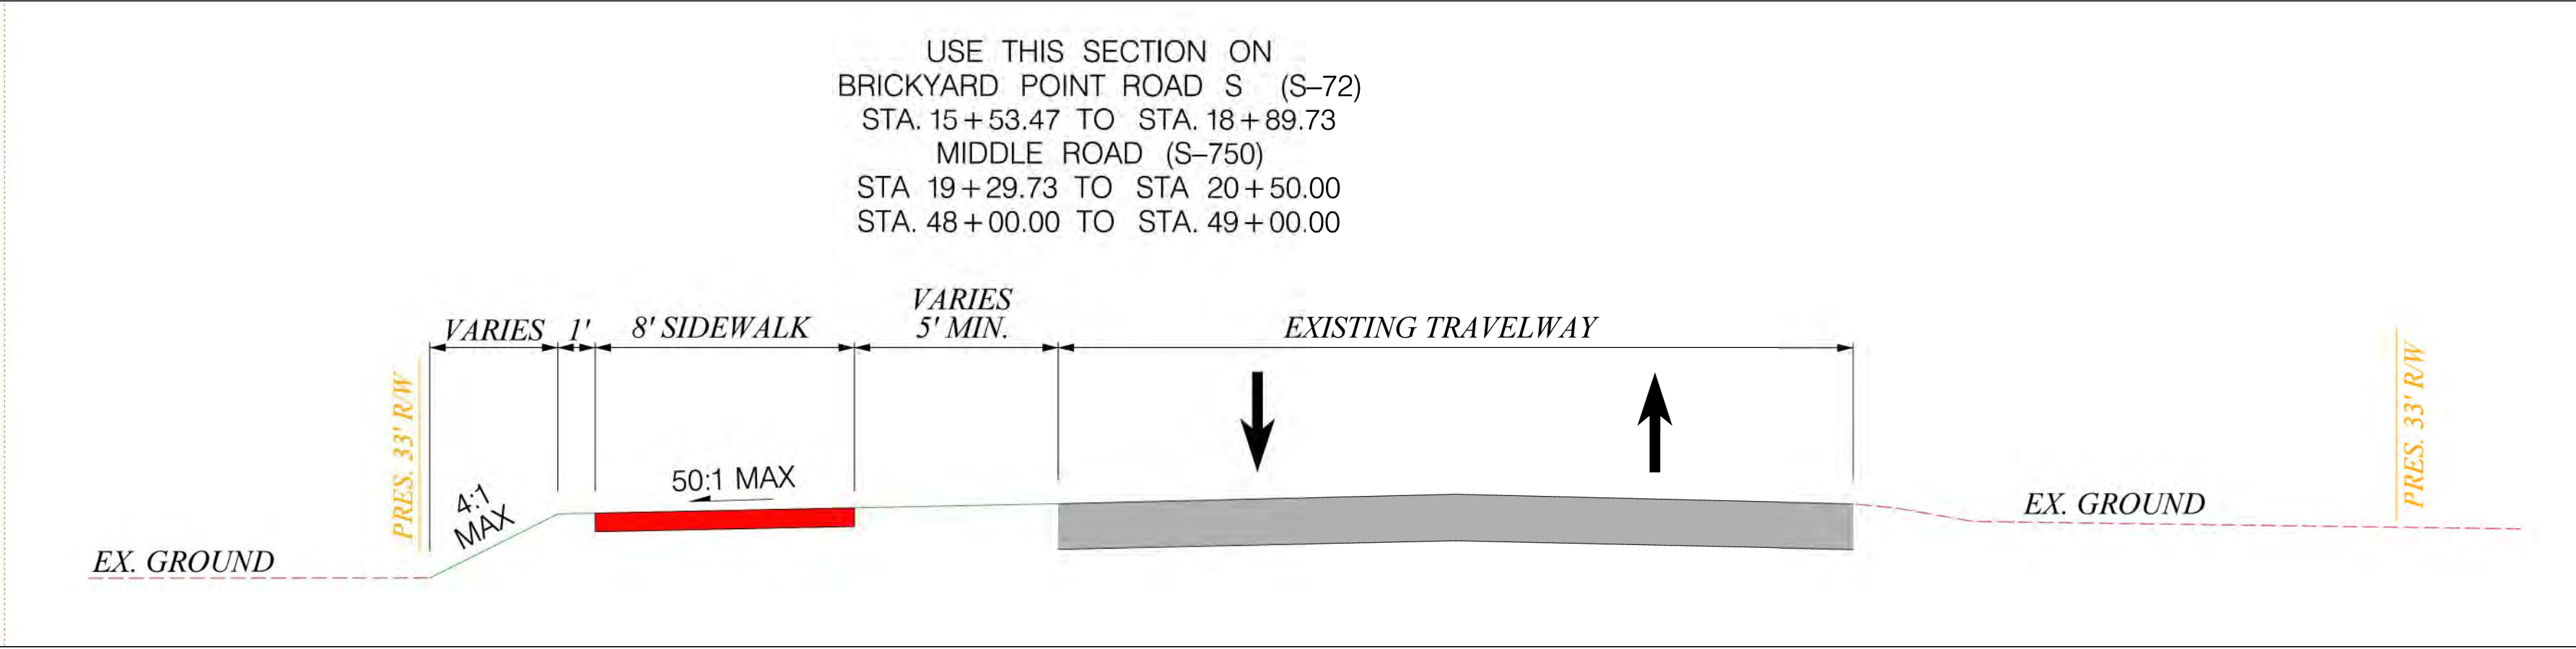 USE THIS SECTION ON
BRICKYARD POINT ROAD S (S–72)
STA. 15+53.47 TO STA. 18+89.73
MIDDLE ROAD (S–750)
STA 19+29.73 TO STA 20+50.00
STA. 48+00.00 TO STA. 49+00.00
VARIES
1'
8' SIDEWALK
VARIES
5' MIN.
EXISTING TRAVELWAY
PRES. 33' R/W
4:1
MAX
50:1 MAX
EX. GROUND
EX. GROUND
PRES. 33' R/W